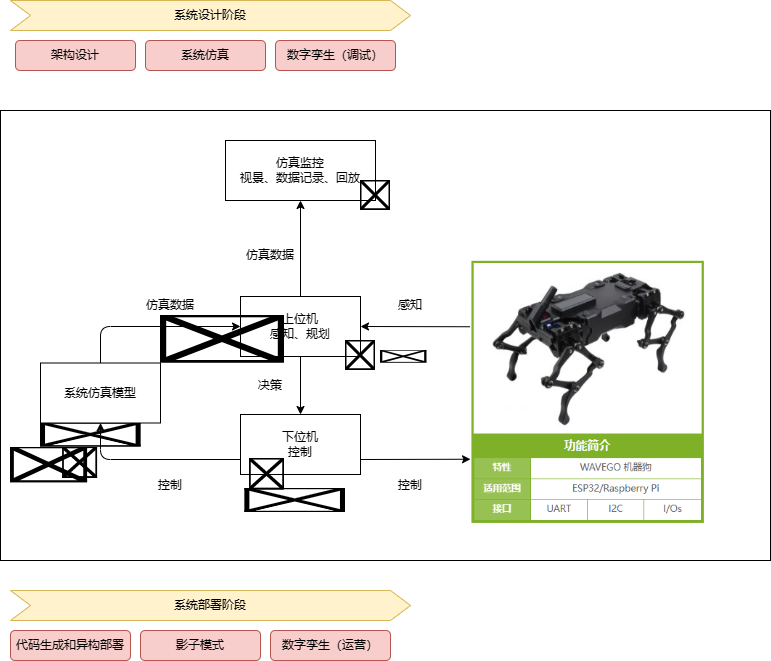 系统设计阶段
架构设计
系统仿真
数字孪生（调试）
仿真监控
视景、数据记录、回放
仿真数据
仿真数据
上位机
感知、规划
感知
系统仿真模型
决策
下位机
控制
控制
控制
功能简介
特性 WAVEGO 机器狗
适用范围 ESP32/Raspberry Pi
接口 UART I2C I/Os
系统部署阶段
代码生成和异构部署
影子模式
数字孪生（运营）